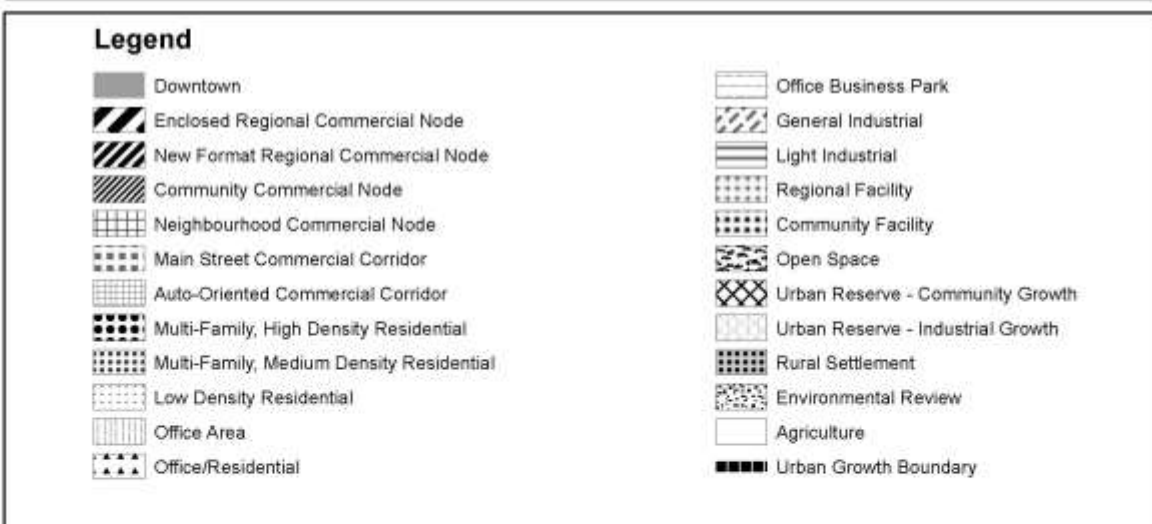 Legend
Downtown
Enclosed Regional Commercial Node
New Format Regional Commercial Node
Community Commercial Node
Neighbourhood Commercial Node
Main Street Commercial Corridor
Auto-Oriented Commercial Corridor
Multi-Family, High Density Residential
Multi-Family, Medium Density Residential
Low Density Residential
Office Area
Office/Residential
Office Business Park
General Industrial
Light Industrial
Regional Facility
Community Facility
Open Space
Urban Reserve - Community Growth
Urban Reserve - Industrial Growth
Rural Settlement
Environmental Review
Agriculture
Urban Growth Boundary